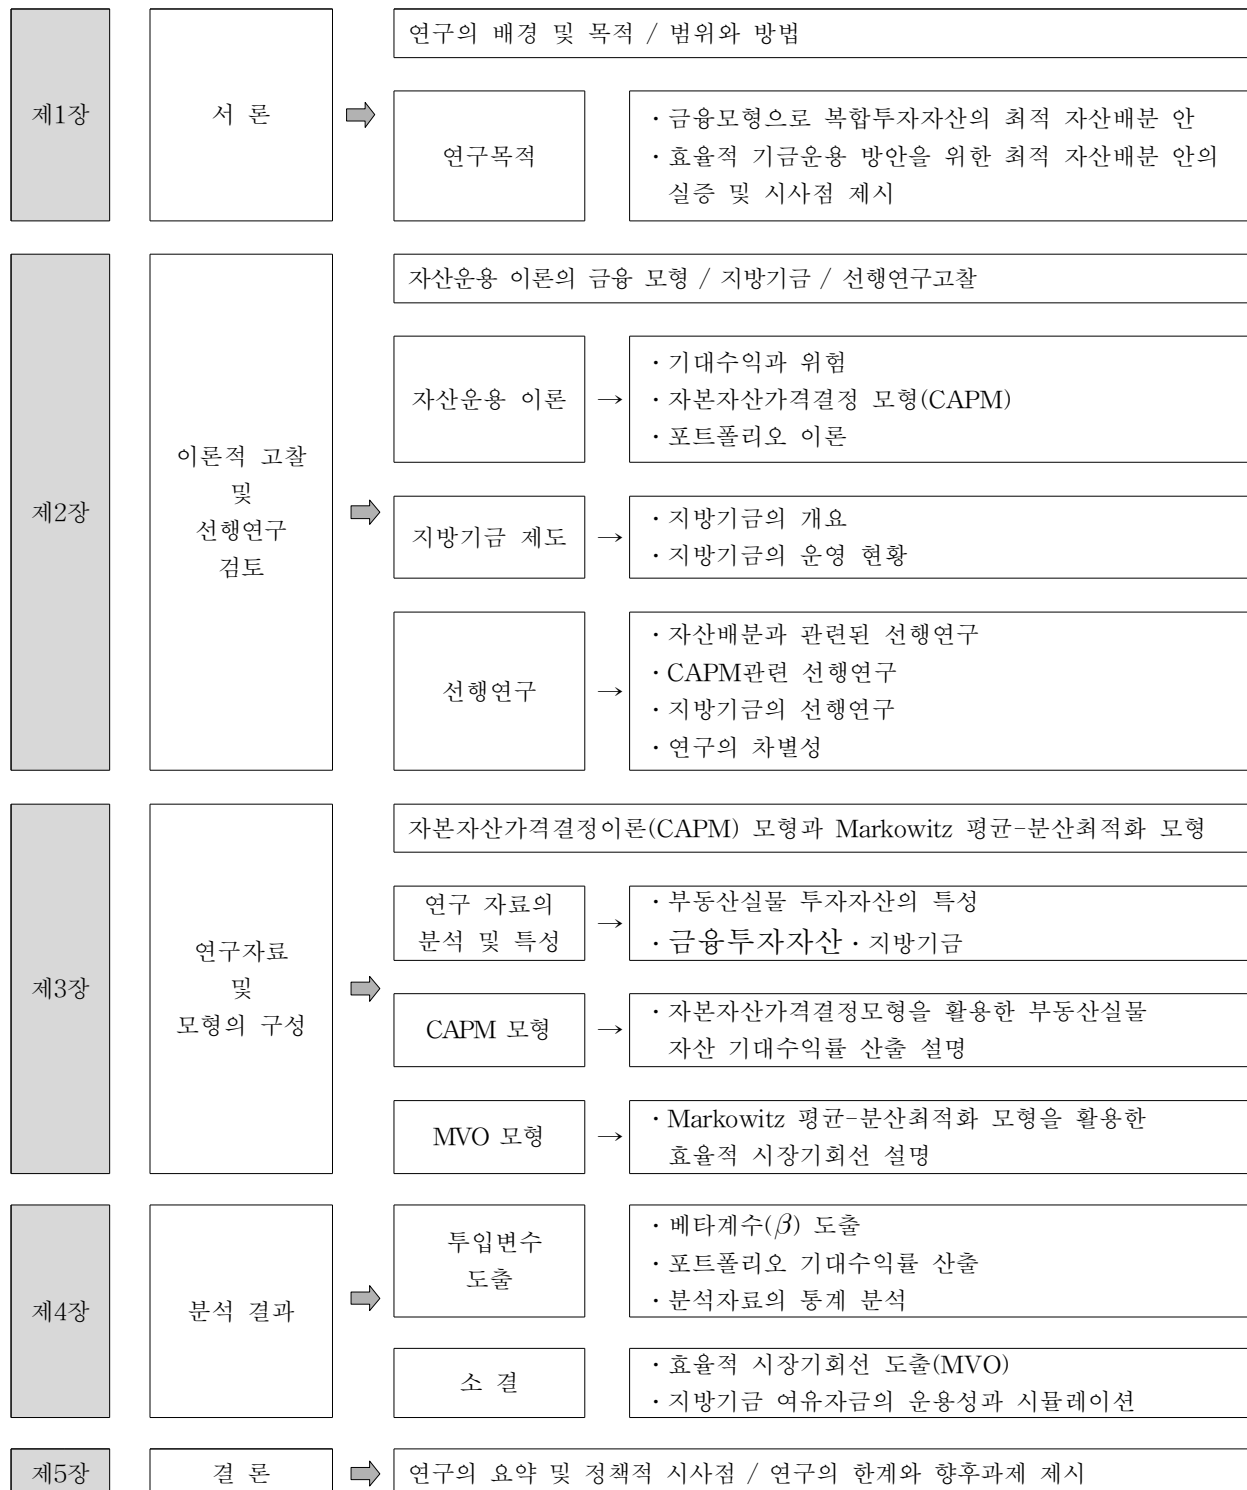 제1장
서 론
연구의 배경 및 목적 / 범위와 방법
연구목적
· 금융모형으로 복합투자자산의 최적 자산배분 안
· 효율적 기금운용 방안을 위한 최적 자산배분 안의
실증 및 시사점 제시
제2장
이론적 고찰
및
선행연구
검토
자산운용 이론의 금융 모형 / 지방기금 / 선행연구고찰
자산운용 이론
→
· 기대수익과 위험
· 자본자산가격결정 모형(CAPM)
· 포트폴리오 이론
지방기금 제도
→
· 지방기금의 개요
· 지방기금의 운영 현황
선행연구
→
· 자산배분과 관련된 선행연구
· CAPM관련 선행연구
· 지방기금의 선행연구
· 연구의 차별성
제3장
연구자료
및
모형의 구성
자본자산가격결정이론(CAPM) 모형과 Markowitz 평균-분산최적화 모형
연구 자료의
분석 및 특성
→
· 부동산실물 투자자산의 특성
· 금융투자자산 · 지방기금
CAPM 모형
→
· 자본자산가격결정모형을 활용한 부동산실물
자산 기대수익률 산출 설명
MVO 모형
→
· Markowitz 평균-분산최적화 모형을 활용한
효율적 시장기회선 설명
제4장
분석 결과
투입변수
도출
· 베타계수(β) 도출
· 포트폴리오 기대수익률 산출
· 분석자료의 통계 분석
소 결
· 효율적 시장기회선 도출(MVO)
· 지방기금 여유자금의 운용성과 시뮬레이션
제5장
결 론
연구의 요약 및 정책적 시사점 / 연구의 한계와 향후과제 제시